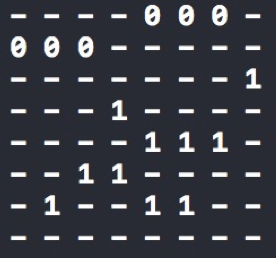 - - - - 0 0 0 -
0 0 0 - - - - -
- - - - - - - 1
- - - 1 - - - -
- - - - 1 1 1 -
- - 1 1 - - - -
- 1 - - 1 1 - -
- - - - - - - -